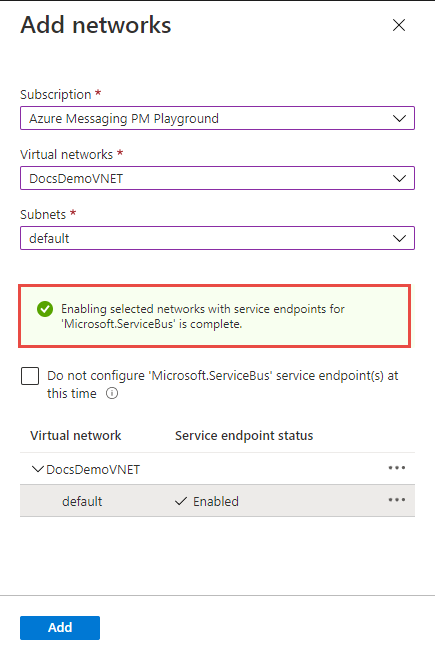 Add networks
Subscription *
Azure Messaging PM Playground
Virtual networks *
DocsDemoVNET
Subnets *
default
Enabling selected networks with service endpoints for
'Microsoft.ServiceBus' is complete.
Do not configure 'Microsoft.ServiceBus' service endpoint(s) at
this time
Virtual network Service endpoint status
DocsDemoVNET
default Enabled
Add